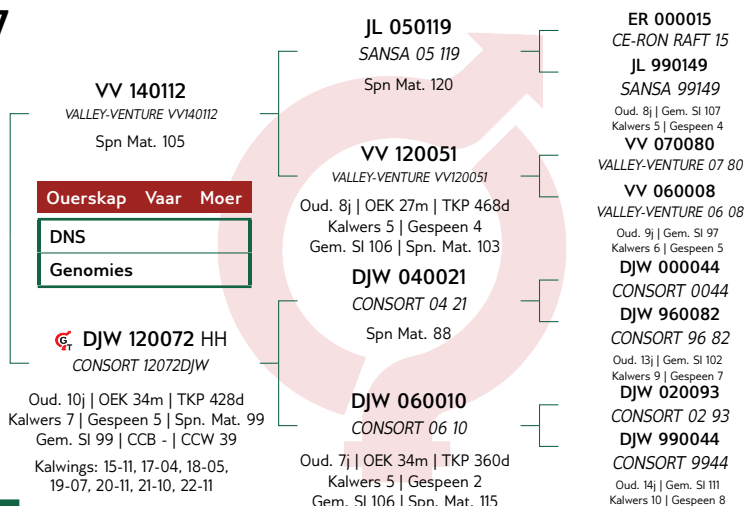 7
VV 140112
VALLEY-VENTURE VV140112
Spn Mat. 105
Ouerskap Vaar Moer
DNS
Genomies
GT DJW 120072 HH
CONSORT 12072DJW
Oud. 10j | OEK 34m | TKP 428d
Kalwers 7 | Gespeen 5 | Spn. Mat. 99
Gem. SI 99 | CCB - | CCW 39
Kalwings: 15-11, 17-04, 18-05,
19-07, 20-11, 21-10, 22-11
JL 050119
SANSA 05 119
Spn Mat. 120
VV 120051
VALLEY-VENTURE VV120051
Oud. 8j | OEK 27m | TKP 468d
Kalwers 5 | Gespeen 4
Gem. SI 106 | Spn. Mat. 103
DJW 040021
CONSORT 04 21
Spn Mat. 88
DJW 060010
CONSORT 06 10
Oud. 7j | OEK 34m | TKP 360d
Kalwers 5 | Gespeen 2
Gem. SI 106 | Spn. Mat. 115
ER 000015
CE-RON RAFT 15
JL 990149
SANSA 99149
Oud. 8j | Gem. SI 107
Kalwers 5 | Gespeen 4
VV 070080
VALLEY-VENTURE 07 80
VV 060008
VALLEY-VENTURE 06 08
Oud. 9j | Gem. SI 97
Kalwers 6 | Gespeen 5
DJW 000044
CONSORT 0044
DJW 960082
CONSORT 96 82
Oud. 13j | Gem. SI 102
Kalwers 9 | Gespeen 7
DJW 020093
CONSORT 02 93
DJW 990044
CONSORT 9944
Oud. 14j | Gem. SI 111
Kalwers 10 | Gespeen 8